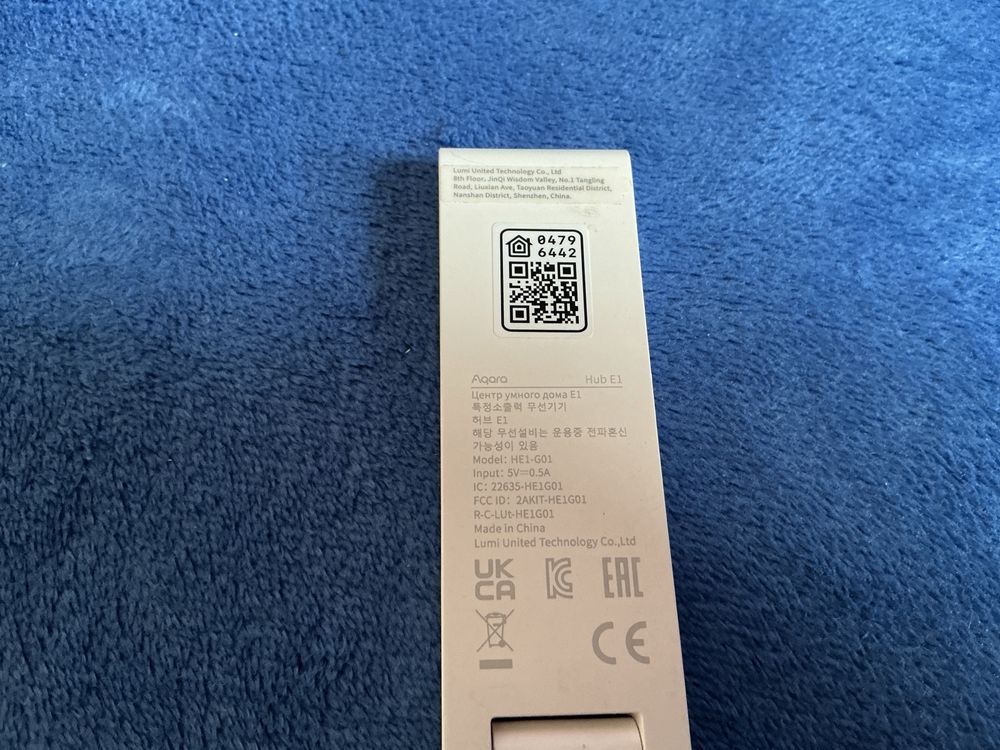 Lumi United Technology Co., Ltd
8th Floor, JinQi Wisdom Valley, No.1 Tangling
Road, Liuxian Ave, Taoyuan Residential District,
Nanshan District, Shenzhen, China.
0479
6442
Aqara Hub E1
Центр умного дома E1
특정소출력 무선기기
허브 E1
해당 무선설비는 운용중 전파혼신
가능성이 있음
Model: HE1-G01
Input: 5V⎓0.5A
IC: 22635-HE1G01
FCC ID: 2AKIT-HE1G01
R-C-LUt-HE1G01
Made in China
Lumi United Technology Co.,Ltd
UK
CA
KC
EAC
CE